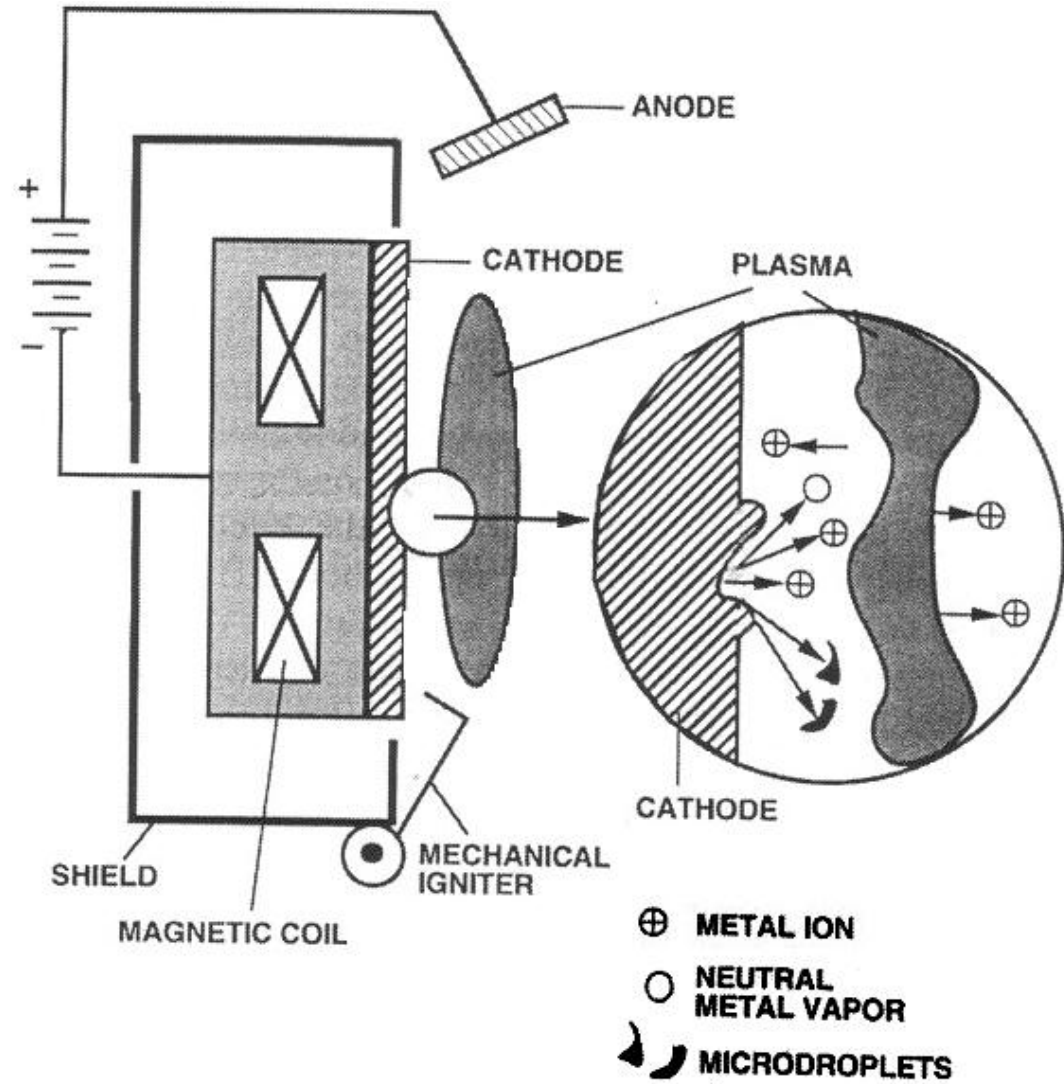 ANODE
+
CATHODE
PLASMA
−
CATHODE
SHIELD
MECHANICAL
IGNITER
MAGNETIC COIL
METAL ION
NEUTRAL
METAL VAPOR
MICRODROPLETS